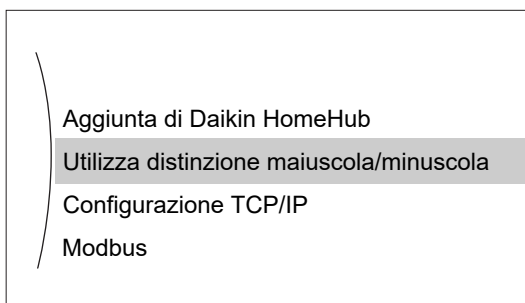 Aggiunta di Daikin HomeHub
Utilizza distinzione maiuscola/minuscola
Configurazione TCP/IP
Modbus